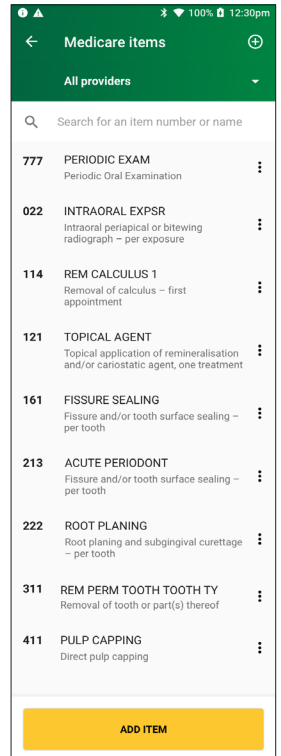 100% 12:30pm
Medicare items
All providers
Search for an item number or name
777 PERIODIC EXAM
Periodic Oral Examination
022 INTRAORAL EXPSR
Intraoral periapical or bitewing
radiograph – per exposure
114 REM CALCULUS 1
Removal of calculus – first
appointment
121 TOPICAL AGENT
Topical application of remineralisation
and/or cariostatic agent, one treatment
161 FISSURE SEALING
Fissure and/or tooth surface sealing –
per tooth
213 ACUTE PERIODONT
Fissure and/or tooth surface sealing –
per tooth
222 ROOT PLANING
Root planing and subgingival curettage
– per tooth
311 REM PERM TOOTH TOOTH TY
Removal of tooth or part(s) thereof
411 PULP CAPPING
Direct pulp capping
ADD ITEM